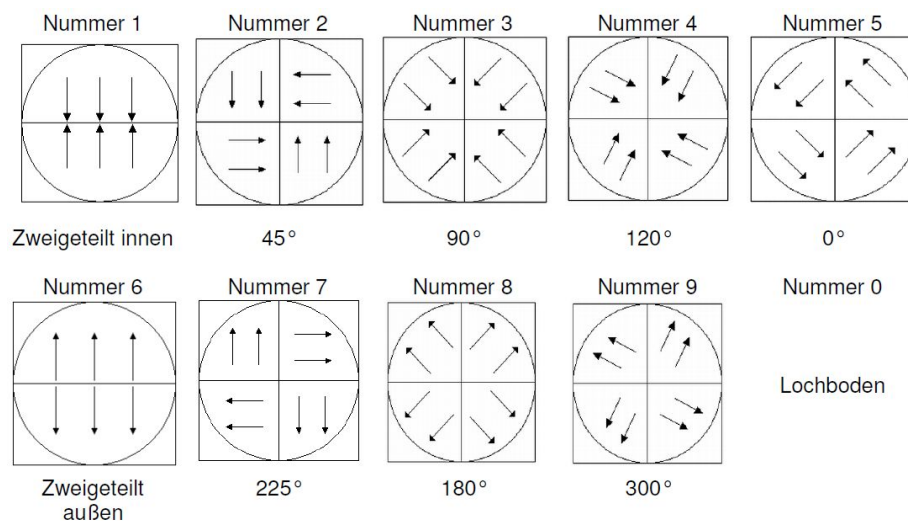 Nummer 1
Nummer 2
Nummer 3
Nummer 4
Nummer 5
Zweigeteilt innen
45°
90°
120°
0°
Nummer 6
Nummer 7
Nummer 8
Nummer 9
Nummer 0
Lochboden
Zweigeteilt
außen
225°
180°
300°